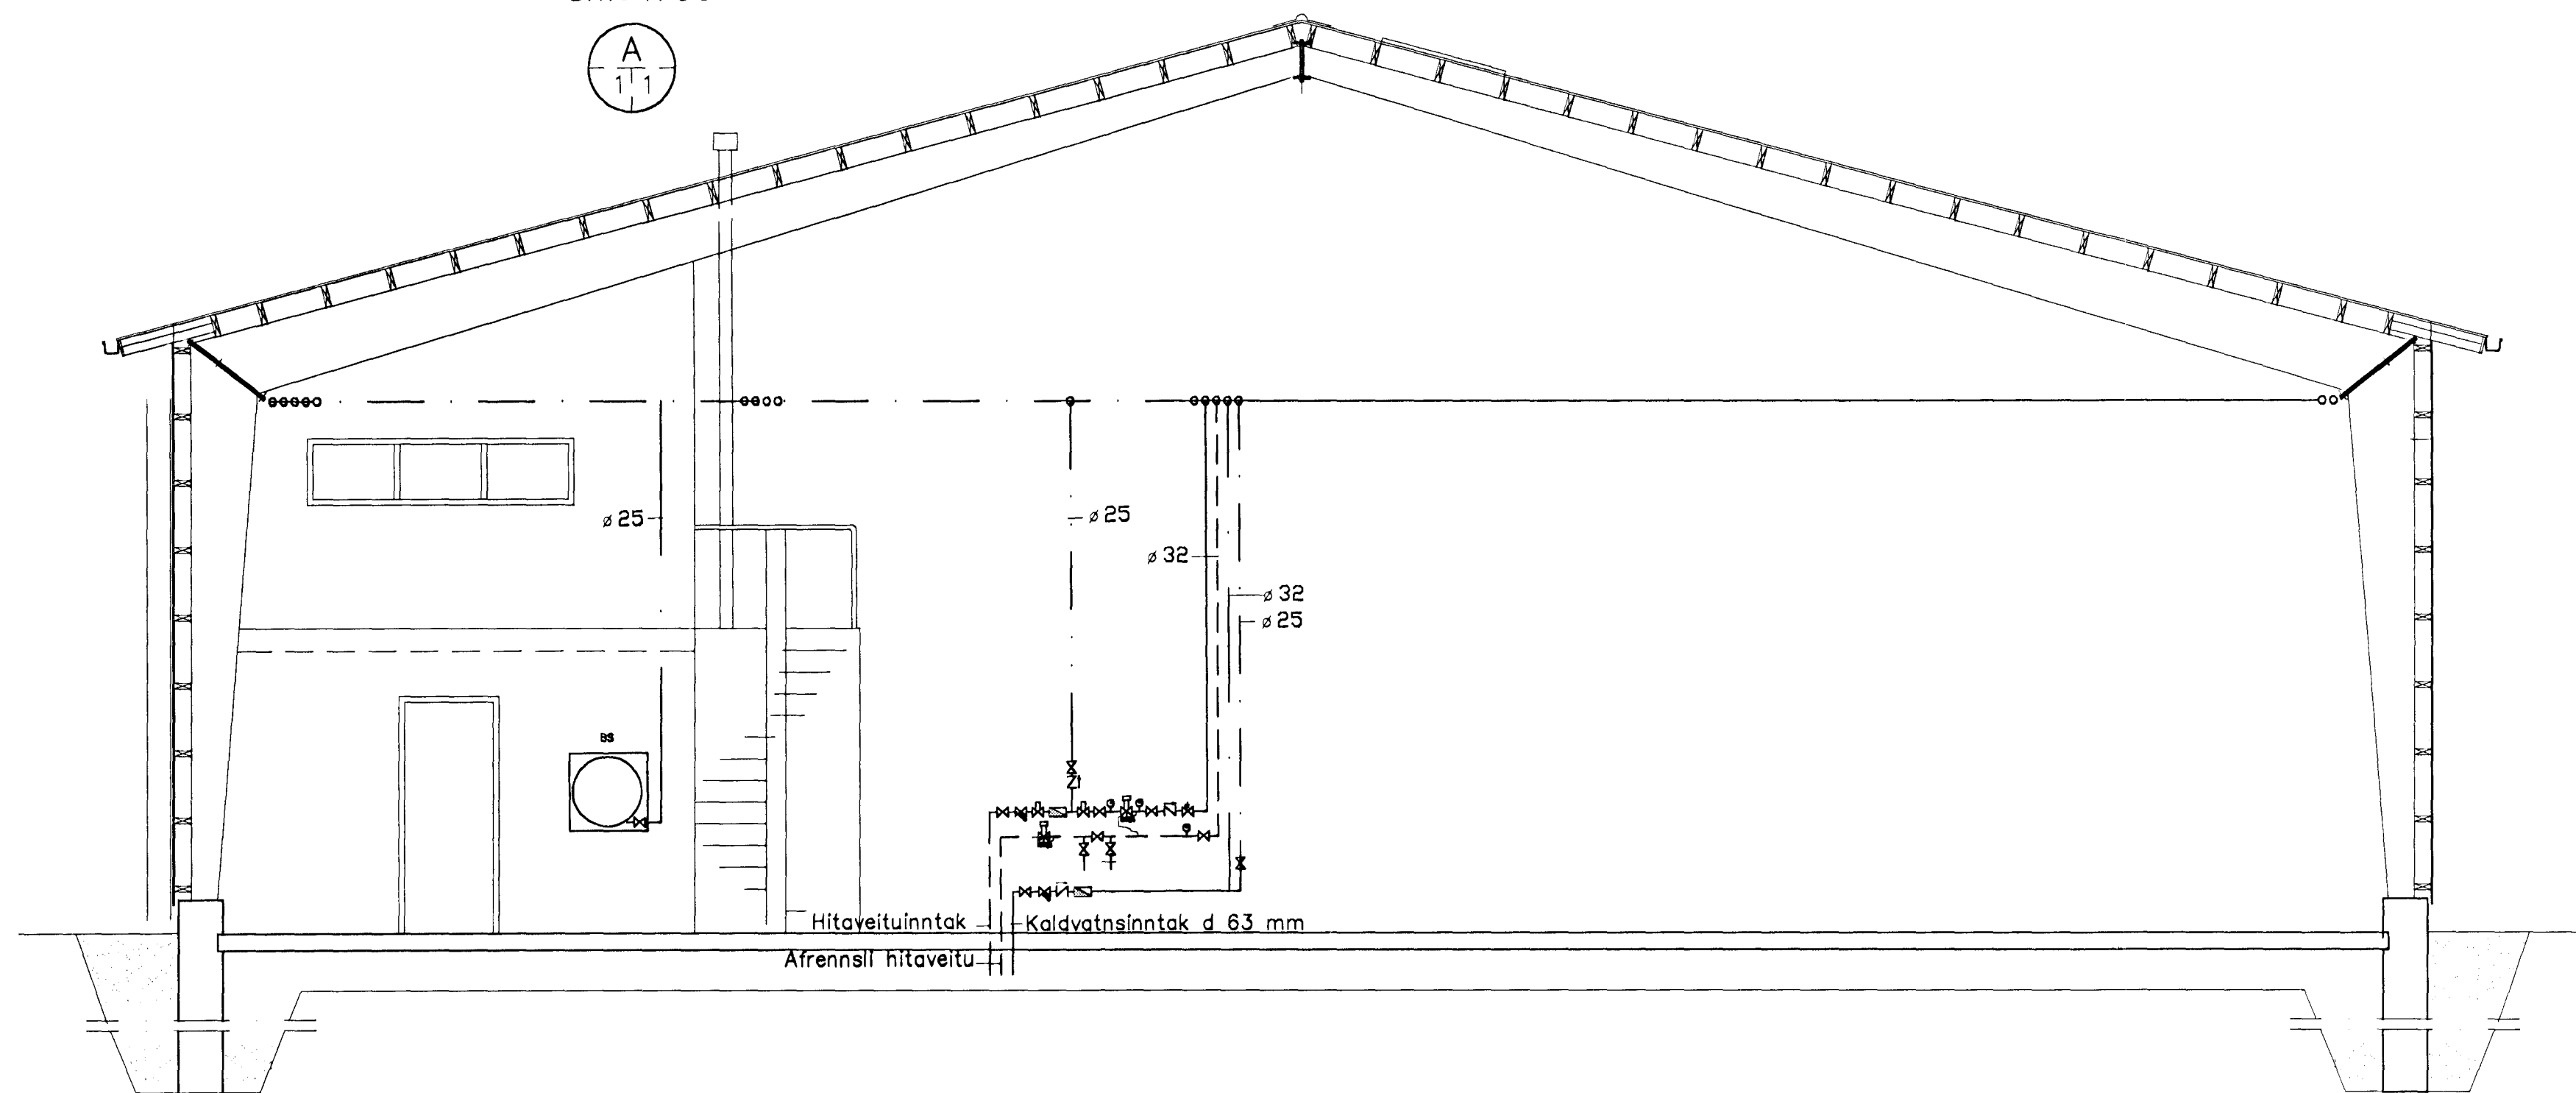 A
1 1
ø 25
ø 25
ø 32
ø 32
ø 25
BS
Hitaveituinntak
Kaldvatnsinntak d 63 mm
Afrennsli hitaveitu